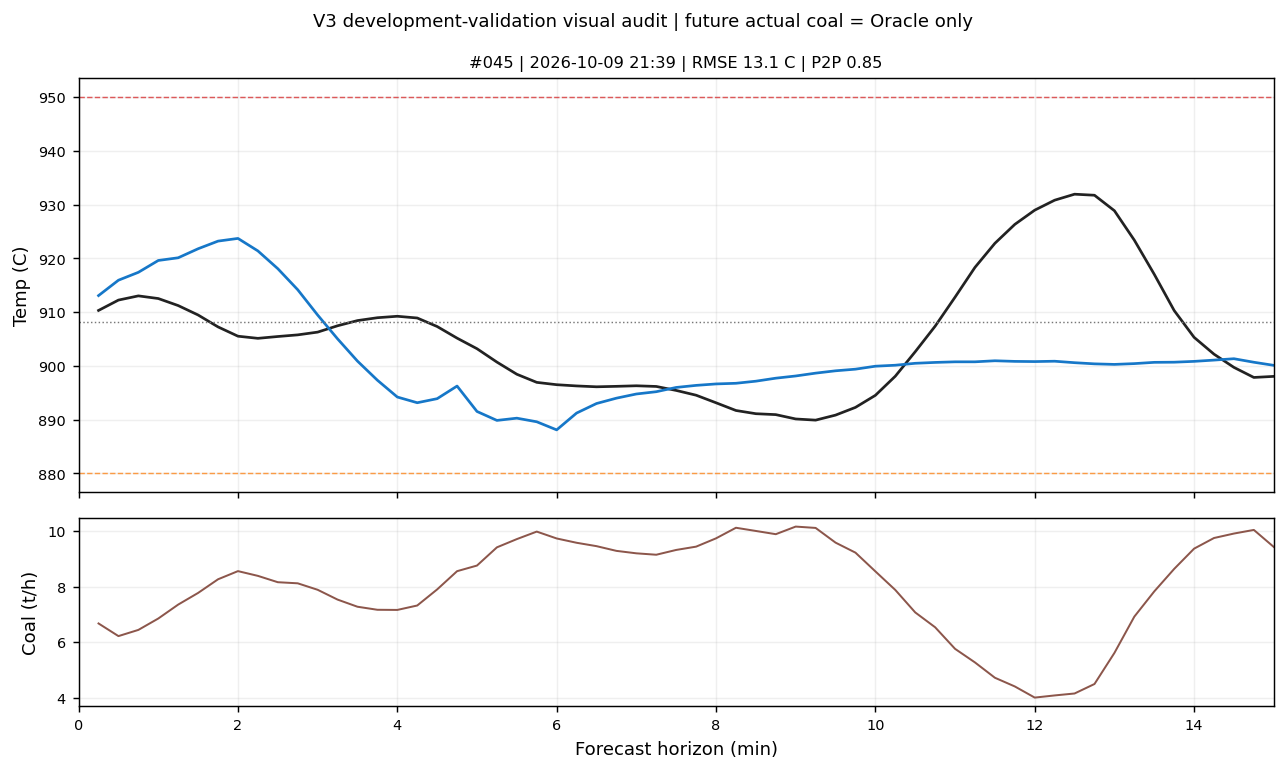 V3 development-validation visual audit | future actual coal = Oracle only
#045 | 2026-10-09 21:39 | RMSE 13.1 C | P2P 0.85
950
940
930
920
910
900
890
880
Temp (C)
10
8
6
4
Coal (t/h)
0 2 4 6 8 10 12 14
Forecast horizon (min)